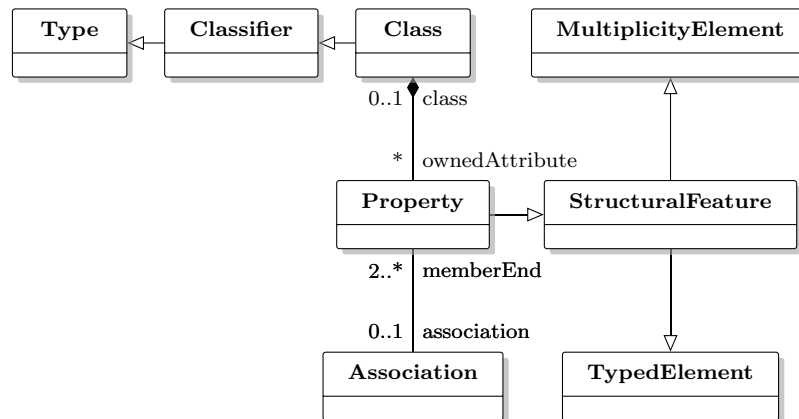 Type
Classifier
Class
MultiplicityElement
0..1 class
* ownedAttribute
Property
StructuralFeature
2..* memberEnd
0..1 association
Association
TypedElement